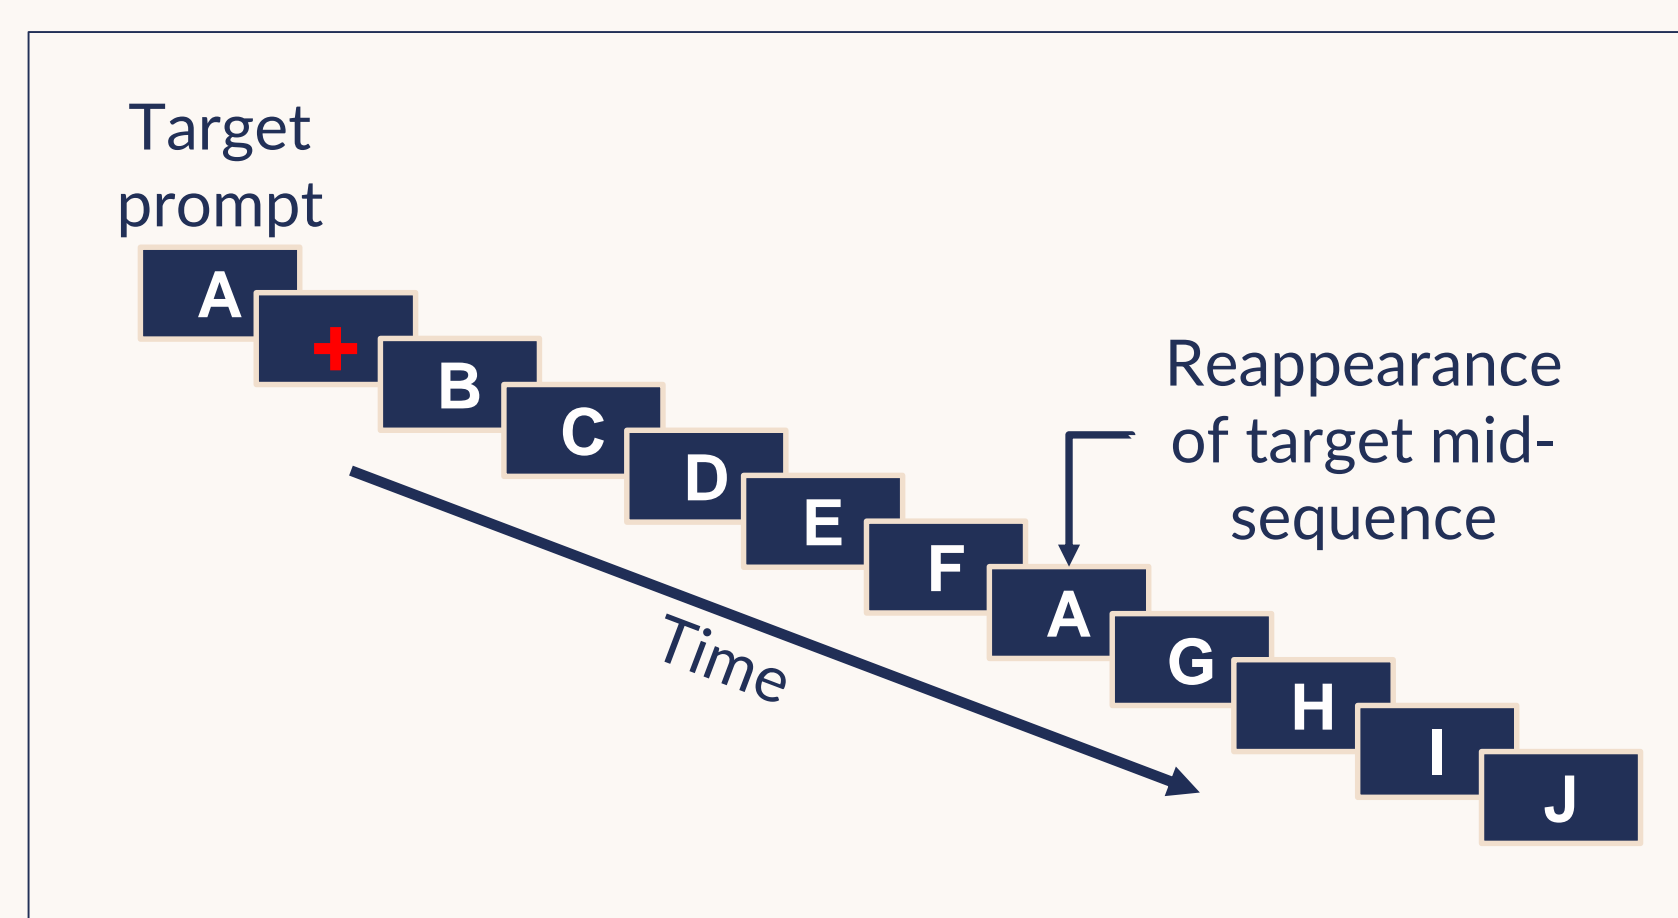 Target
prompt
A
+
B
C
D
E
F
Reappearance
of target mid-
sequence
A
G
H
I
J
Time